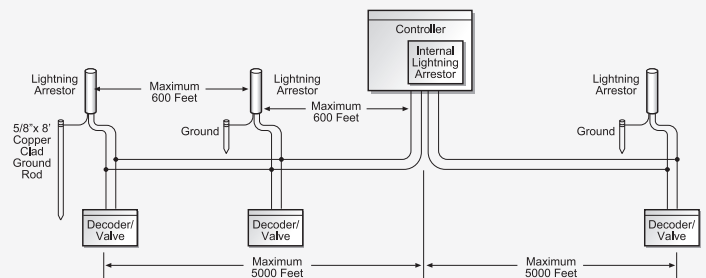 Controller
Internal
Lightning
Arrestor
Lightning
Arrestor
Maximum
600 Feet
Lightning
Arrestor
Maximum
600 Feet
Lightning
Arrestor
5/8"x 8'
Copper
Clad
Ground
Rod
Ground
Ground
Decoder/
Valve
Decoder/
Valve
Decoder/
Valve
Maximum
5000 Feet
Maximum
5000 Feet